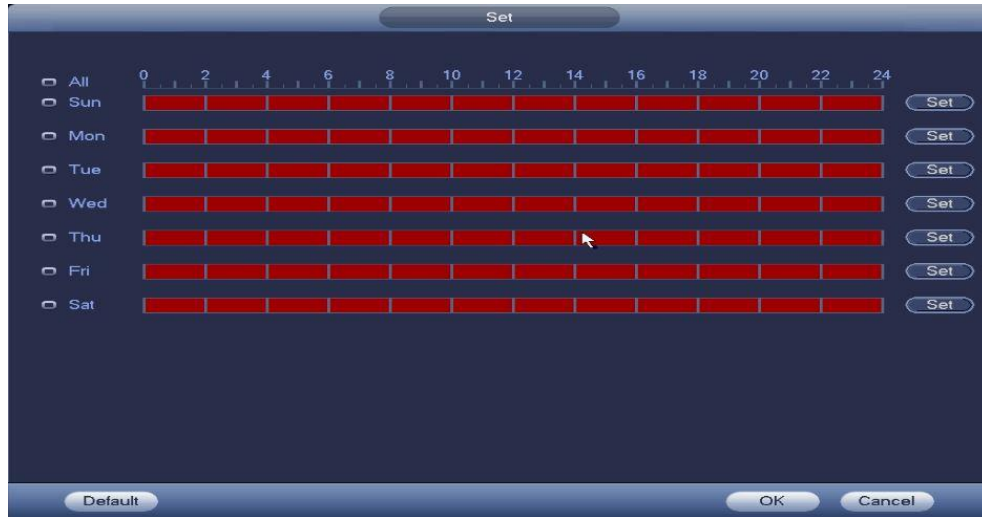 Set
All 0 2 4 6 8 10 12 14 16 18 20 22 24
Sun Set
Mon Set
Tue Set
Wed Set
Thu Set
Fri Set
Sat Set
Default OK Cancel